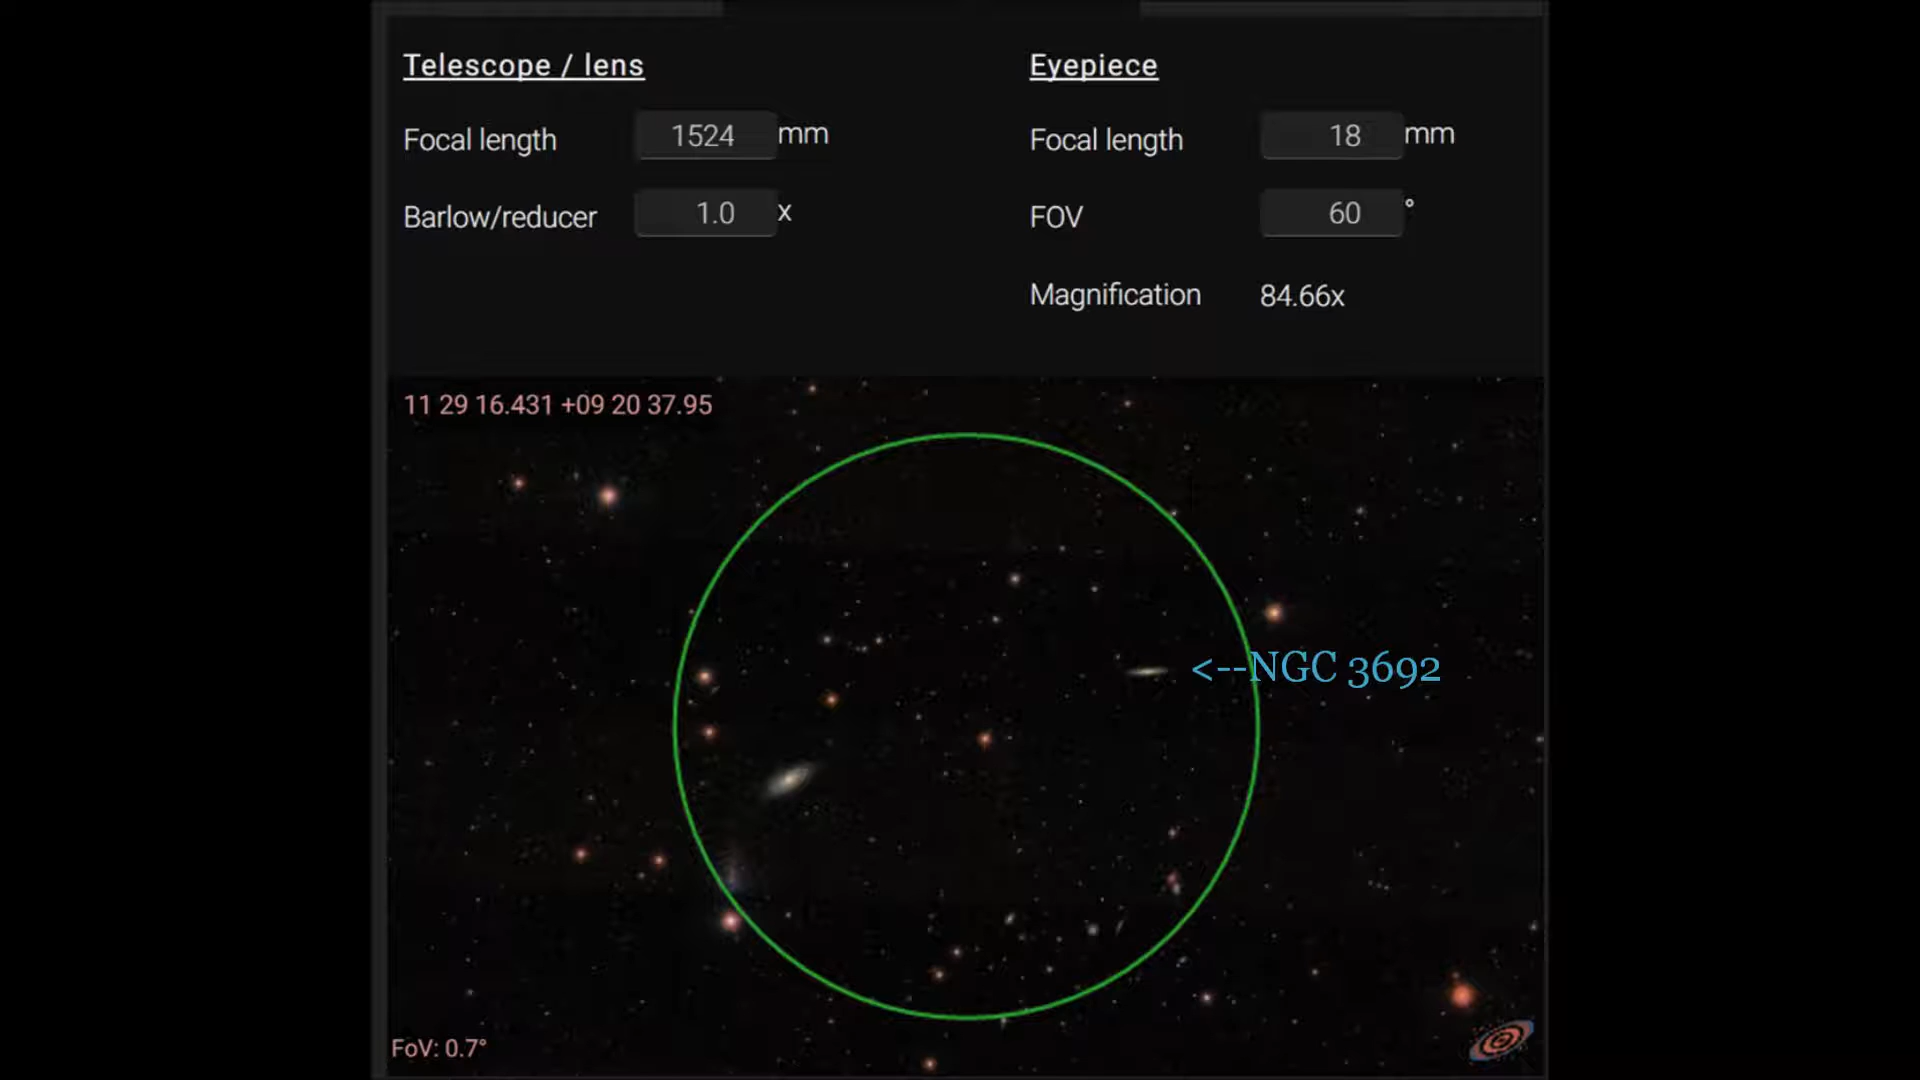 Telescope / lens
Eyepiece
Focal length 1524 mm
Focal length 18 mm
Barlow/reducer 1.0 x
FOV 60 °
Magnification 84.66x
11 29 16.431 +09 20 37.95
<--NGC 3692
FoV: 0.7°